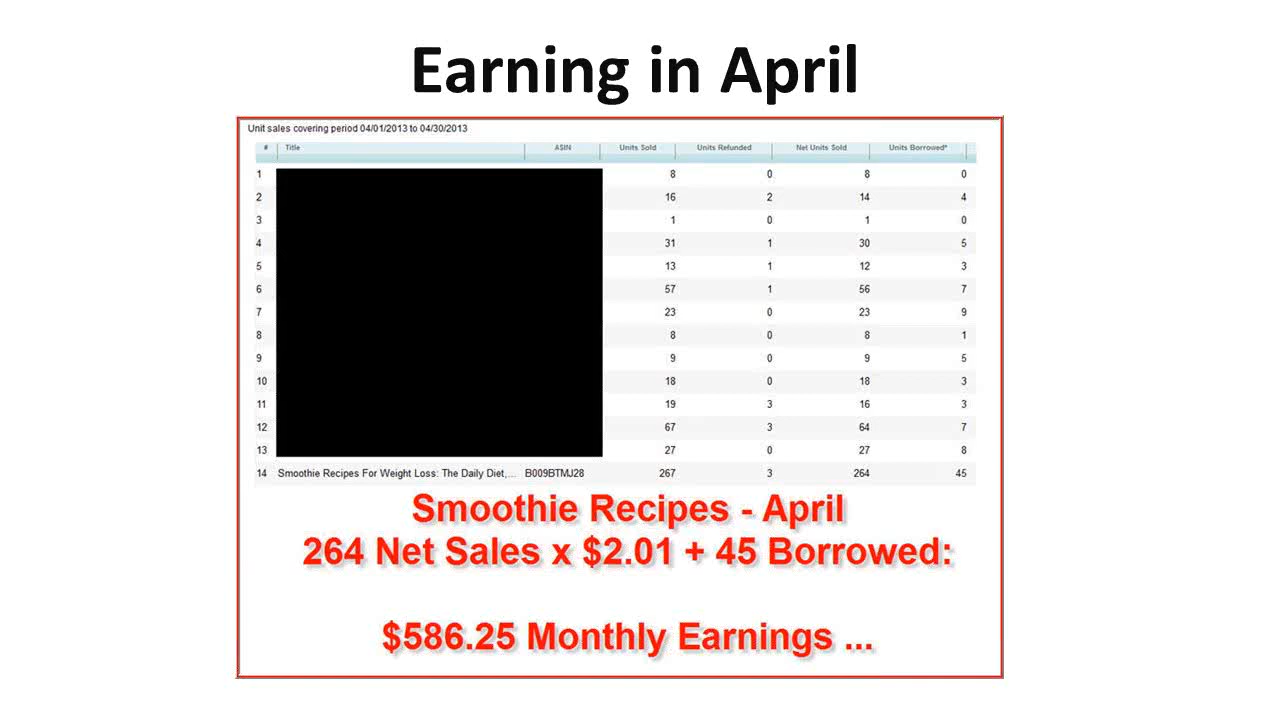 Earning in April
Unit sales covering period 04/01/2013 to 04/30/2013
# Title ASIN Units Sold Units Refunded Net Units Sold Units Borrowed*
1 8 0 8 0
2 16 2 14 4
3 1 0 1 0
4 31 1 30 5
5 13 1 12 3
6 57 1 56 7
7 23 0 23 9
8 8 0 8 1
9 9 0 9 5
10 18 0 18 3
11 19 3 16 3
12 67 3 64 7
13 27 0 27 8
14 Smoothie Recipes For Weight Loss: The Daily Diet,... B009BTMJ28 267 3 264 45
Smoothie Recipes - April
264 Net Sales x $2.01 + 45 Borrowed:
$586.25 Monthly Earnings ...